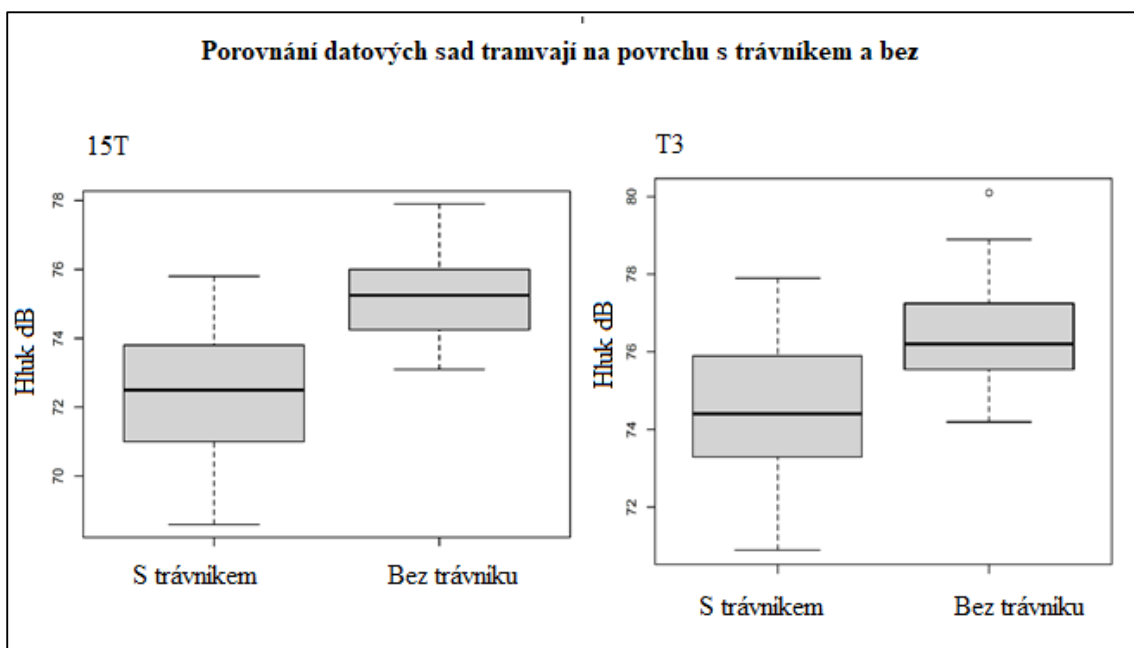 Porovnání datových sad tramvají na povrchu s trávníkem a bez
15T
Hluk dB
78
76
74
72
70
S trávníkem
Bez trávníku
T3
Hluk dB
80
78
76
74
72
S trávníkem
Bez trávníku